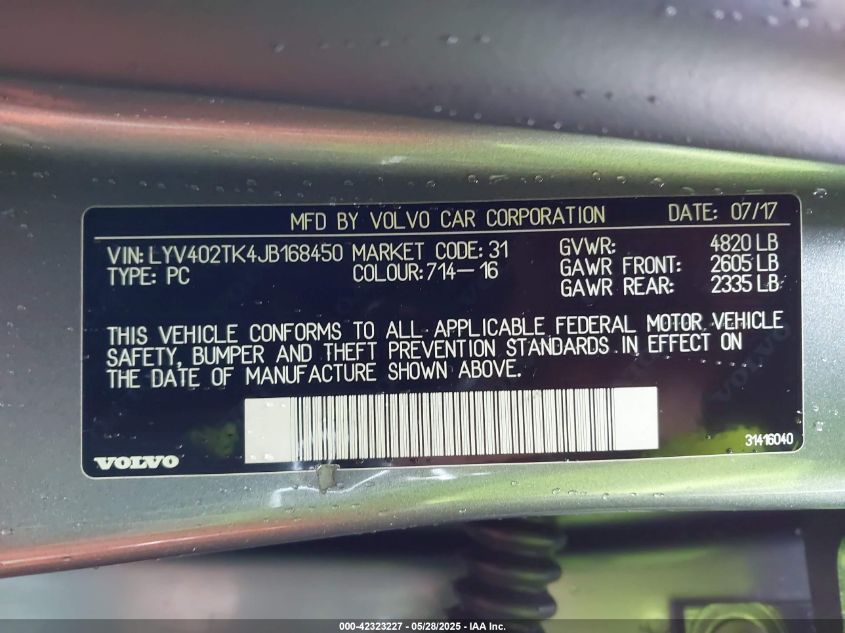 MFD BY VOLVO CAR CORPORATION DATE: 07/17
VIN: LYV402TK4JB168450 MARKET CODE: 31 GVWR: 4820 LB
TYPE: PC COLOUR: 714-16 GAWR FRONT: 2605 LB
GAWR REAR: 2335 LB
THIS VEHICLE CONFORMS TO ALL APPLICABLE FEDERAL MOTOR VEHICLE
SAFETY, BUMPER AND THEFT PREVENTION STANDARDS IN EFFECT ON
THE DATE OF MANUFACTURE SHOWN ABOVE.
31416040
VOLVO
000-42323227 - 05/28/2025 - IAA Inc.